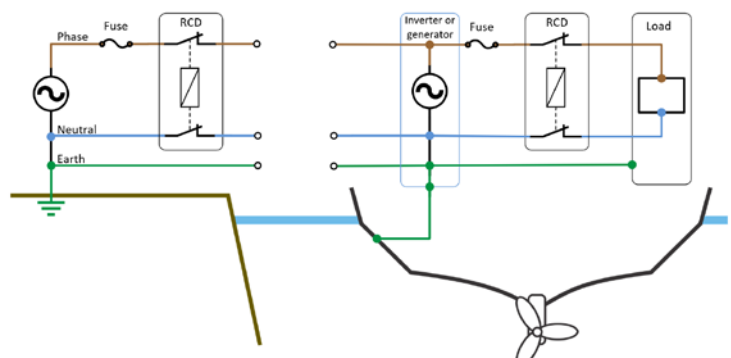 Fuse
RCD
Phase
Neutral
Earth
Inverter or
generator
Fuse
RCD
Load